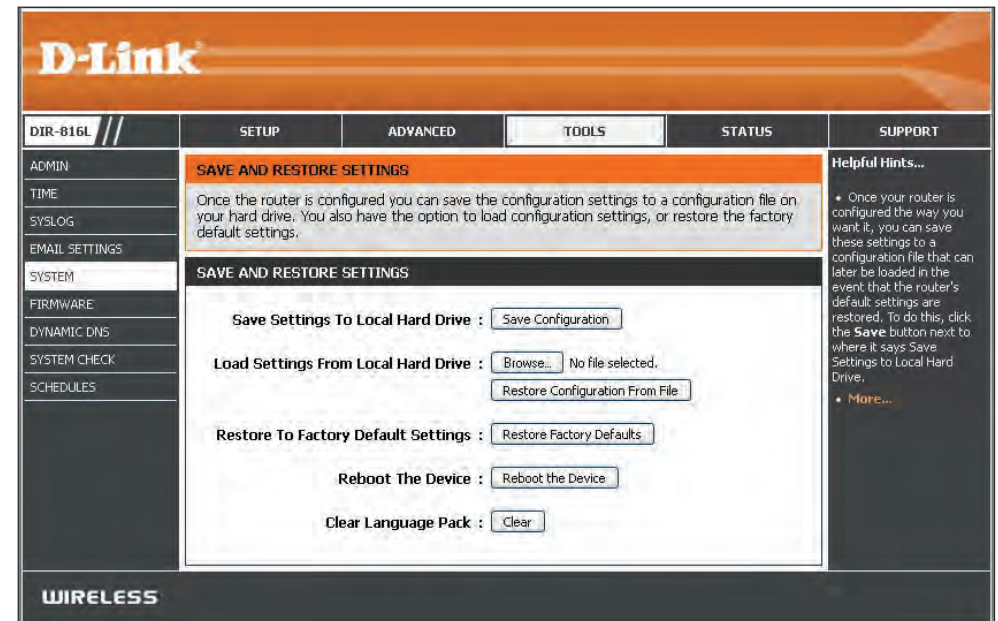 D-Link
DIR-816L
SETUP
ADVANCED
TOOLS
STATUS
SUPPORT
ADMIN
TIME
SYSLOG
EMAIL SETTINGS
SYSTEM
FIRMWARE
DYNAMIC DNS
SYSTEM CHECK
SCHEDULES
SAVE AND RESTORE SETTINGS
Once the router is configured you can save the configuration settings to a configuration file on
your hard drive. You also have the option to load configuration settings, or restore the factory
default settings.
SAVE AND RESTORE SETTINGS
Save Settings To Local Hard Drive : Save Configuration
Load Settings From Local Hard Drive : Browse... No file selected.
Restore Configuration From File
Restore To Factory Default Settings : Restore Factory Defaults
Reboot The Device : Reboot the Device
Clear Language Pack : Clear
Helpful Hints...
• Once your router is
configured the way you
want it, you can save
these settings to a
configuration file that can
later be loaded in the
event that the router's
default settings are
restored. To do this, click
the Save button next to
where it says Save
Settings to Local Hard
Drive.
• More...
WIRELESS